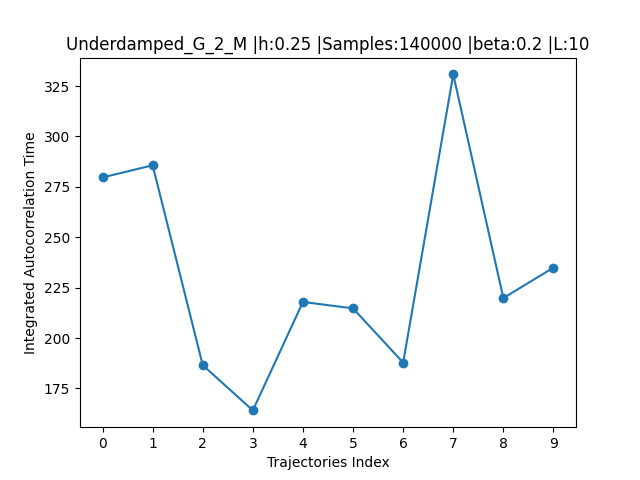 Underdamped_G_2_M |h:0.25 |Samples:140000 |beta:0.2 |L:10
Integrated Autocorrelation Time
325
300
275
250
225
200
175
0 1 2 3 4 5 6 7 8 9
Trajectories Index